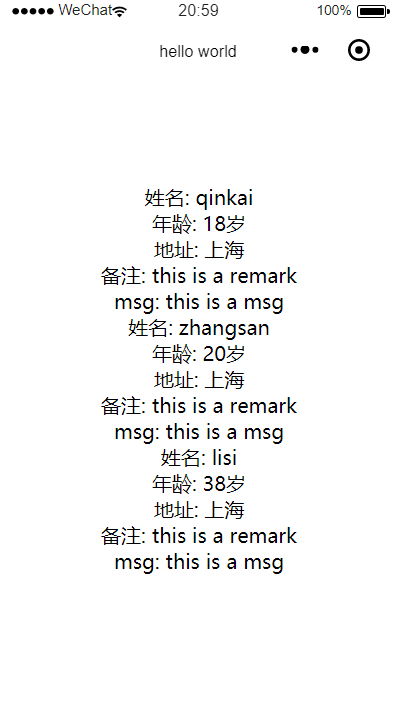 WeChat 20:59 100%
hello world
姓名: qinkai
年龄: 18岁
地址: 上海
备注: this is a remark
msg: this is a msg
姓名: zhangsan
年龄: 20岁
地址: 上海
备注: this is a remark
msg: this is a msg
姓名: lisi
年龄: 38岁
地址: 上海
备注: this is a remark
msg: this is a msg